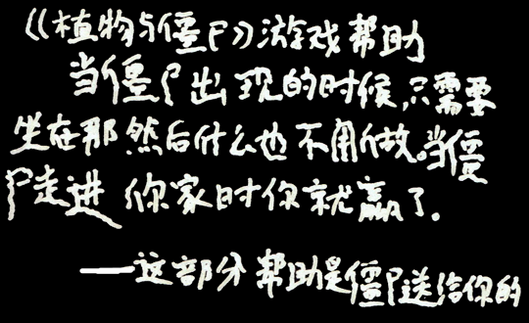 《植物与僵尸》游戏帮助
当僵尸出现的时候,只需要
坐在那然后什么也不用做。当僵
尸走进你家时你就赢了。
——这部分帮助是僵尸送给你的